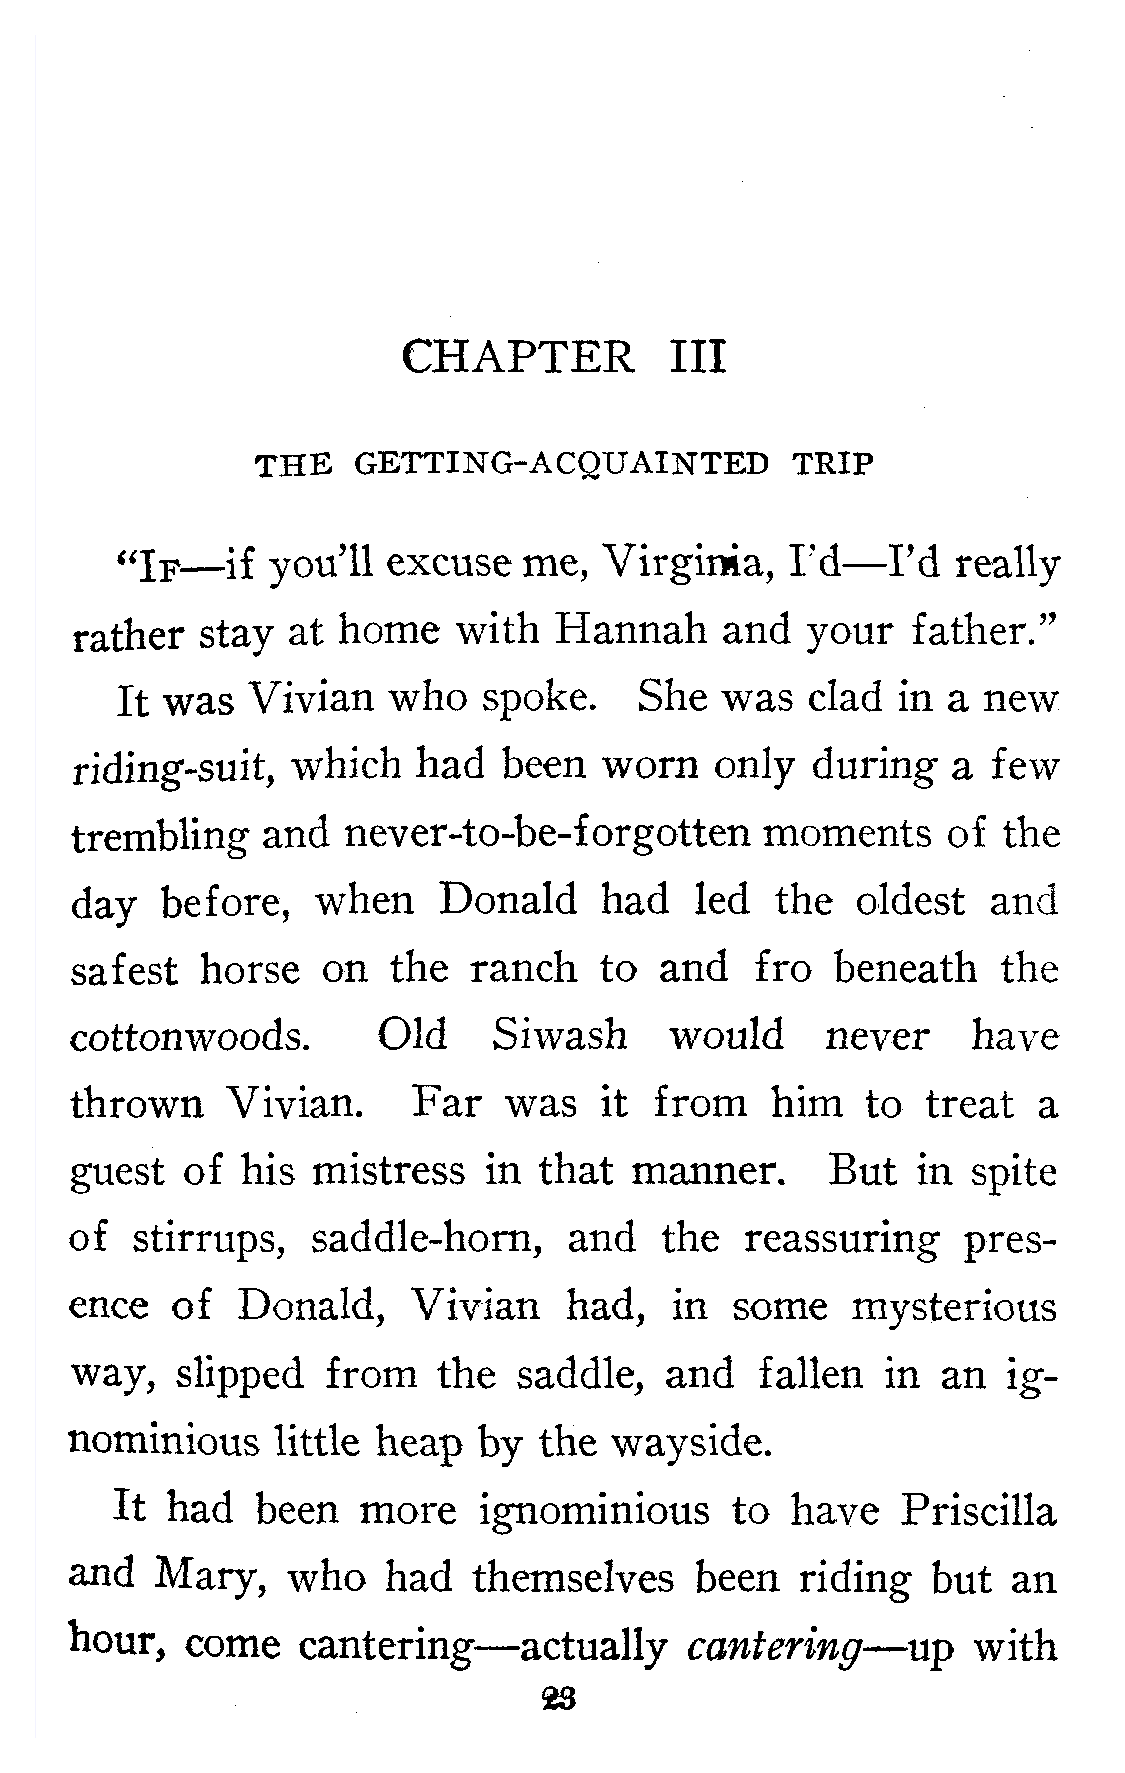 CHAPTER III
THE GETTING-ACQUAINTED TRIP
“IF—if you’ll excuse me, Virginia, I’d—I’d really
rather stay at home with Hannah and your father.”
It was Vivian who spoke. She was clad in a new
riding-suit, which had been worn only during a few
trembling and never-to-be-forgotten moments of the
day before, when Donald had led the oldest and
safest horse on the ranch to and fro beneath the
cottonwoods. Old Siwash would never have
thrown Vivian. Far was it from him to treat a
guest of his mistress in that manner. But in spite
of stirrups, saddle-horn, and the reassuring pres-
ence of Donald, Vivian had, in some mysterious
way, slipped from the saddle, and fallen in an ig-
nominious little heap by the wayside.
It had been more ignominious to have Priscilla
and Mary, who had themselves been riding but an
hour, come cantering—actually cantering—up with
23